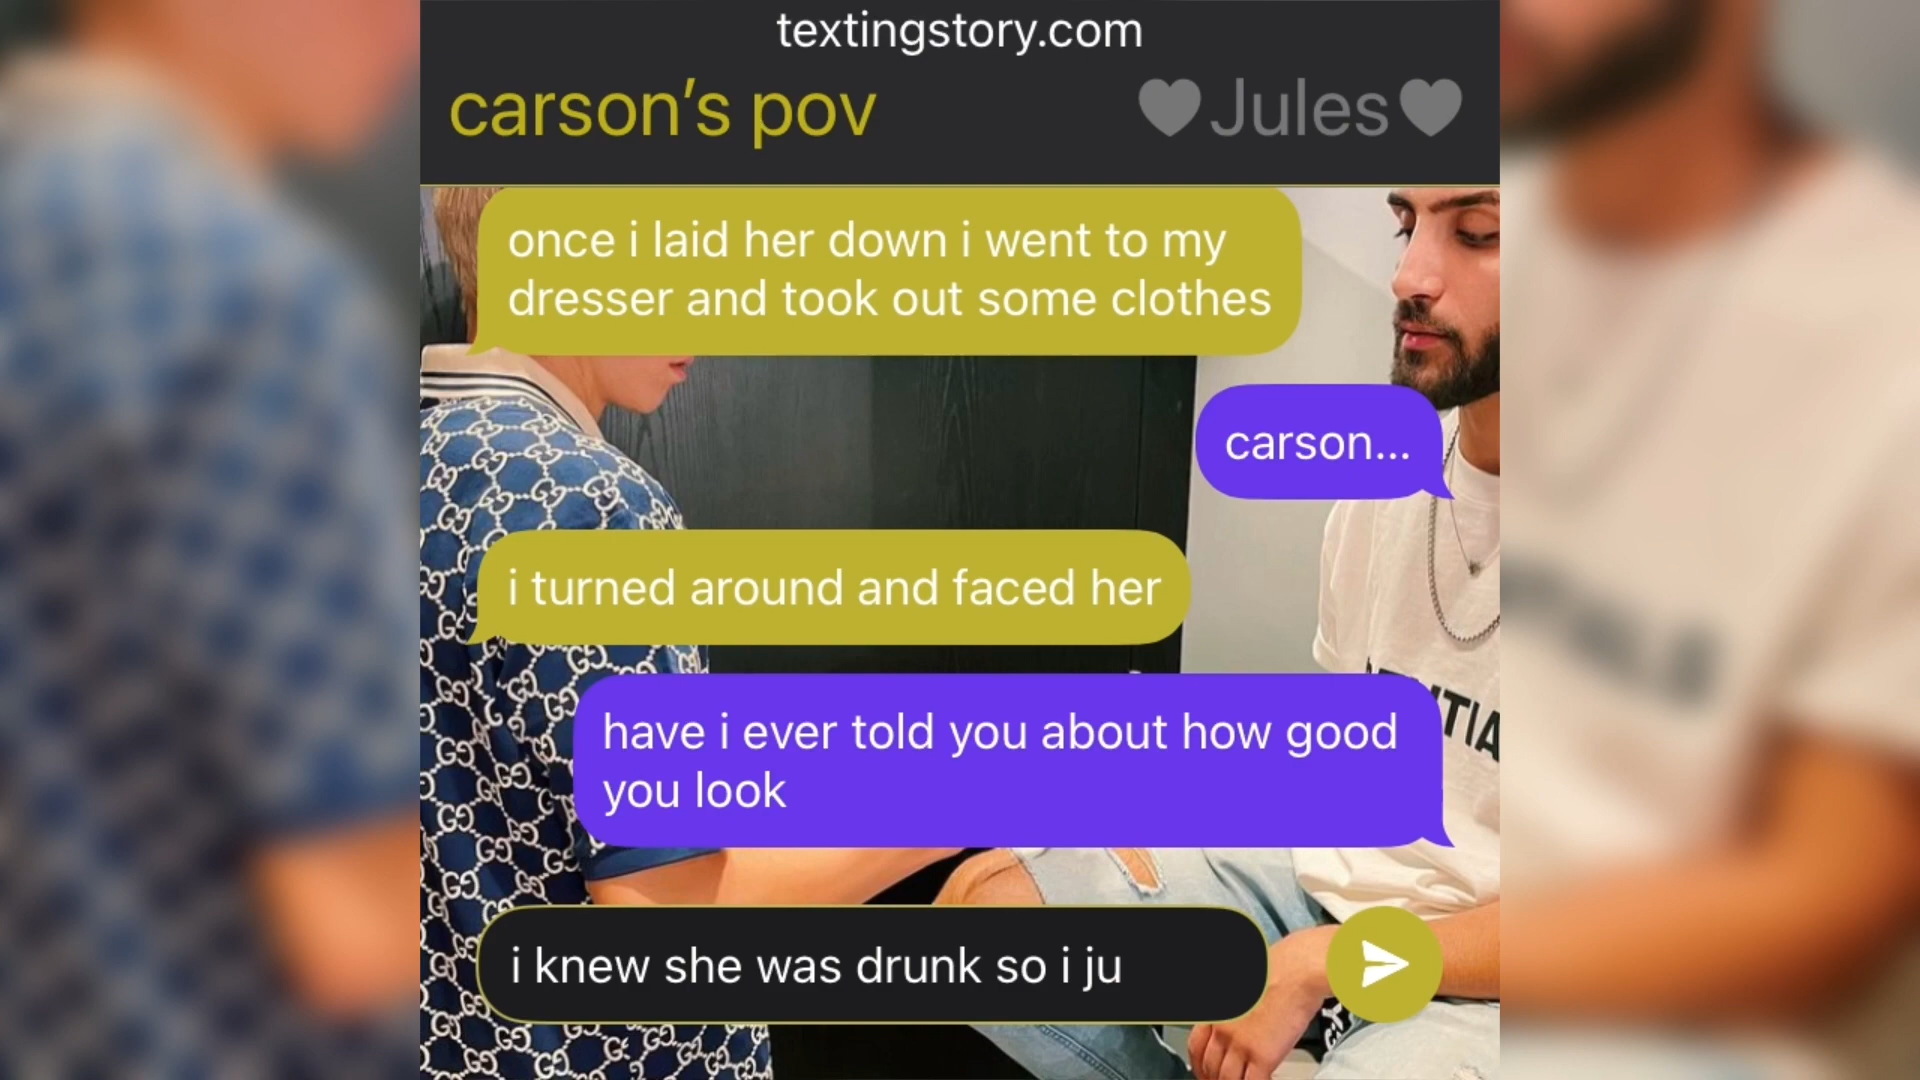 textingstory.com
carson’s pov
🖤Jules🖤
once i laid her down i went to my
dresser and took out some clothes
carson...
i turned around and faced her
have i ever told you about how good
you look
i knew she was drunk so i ju